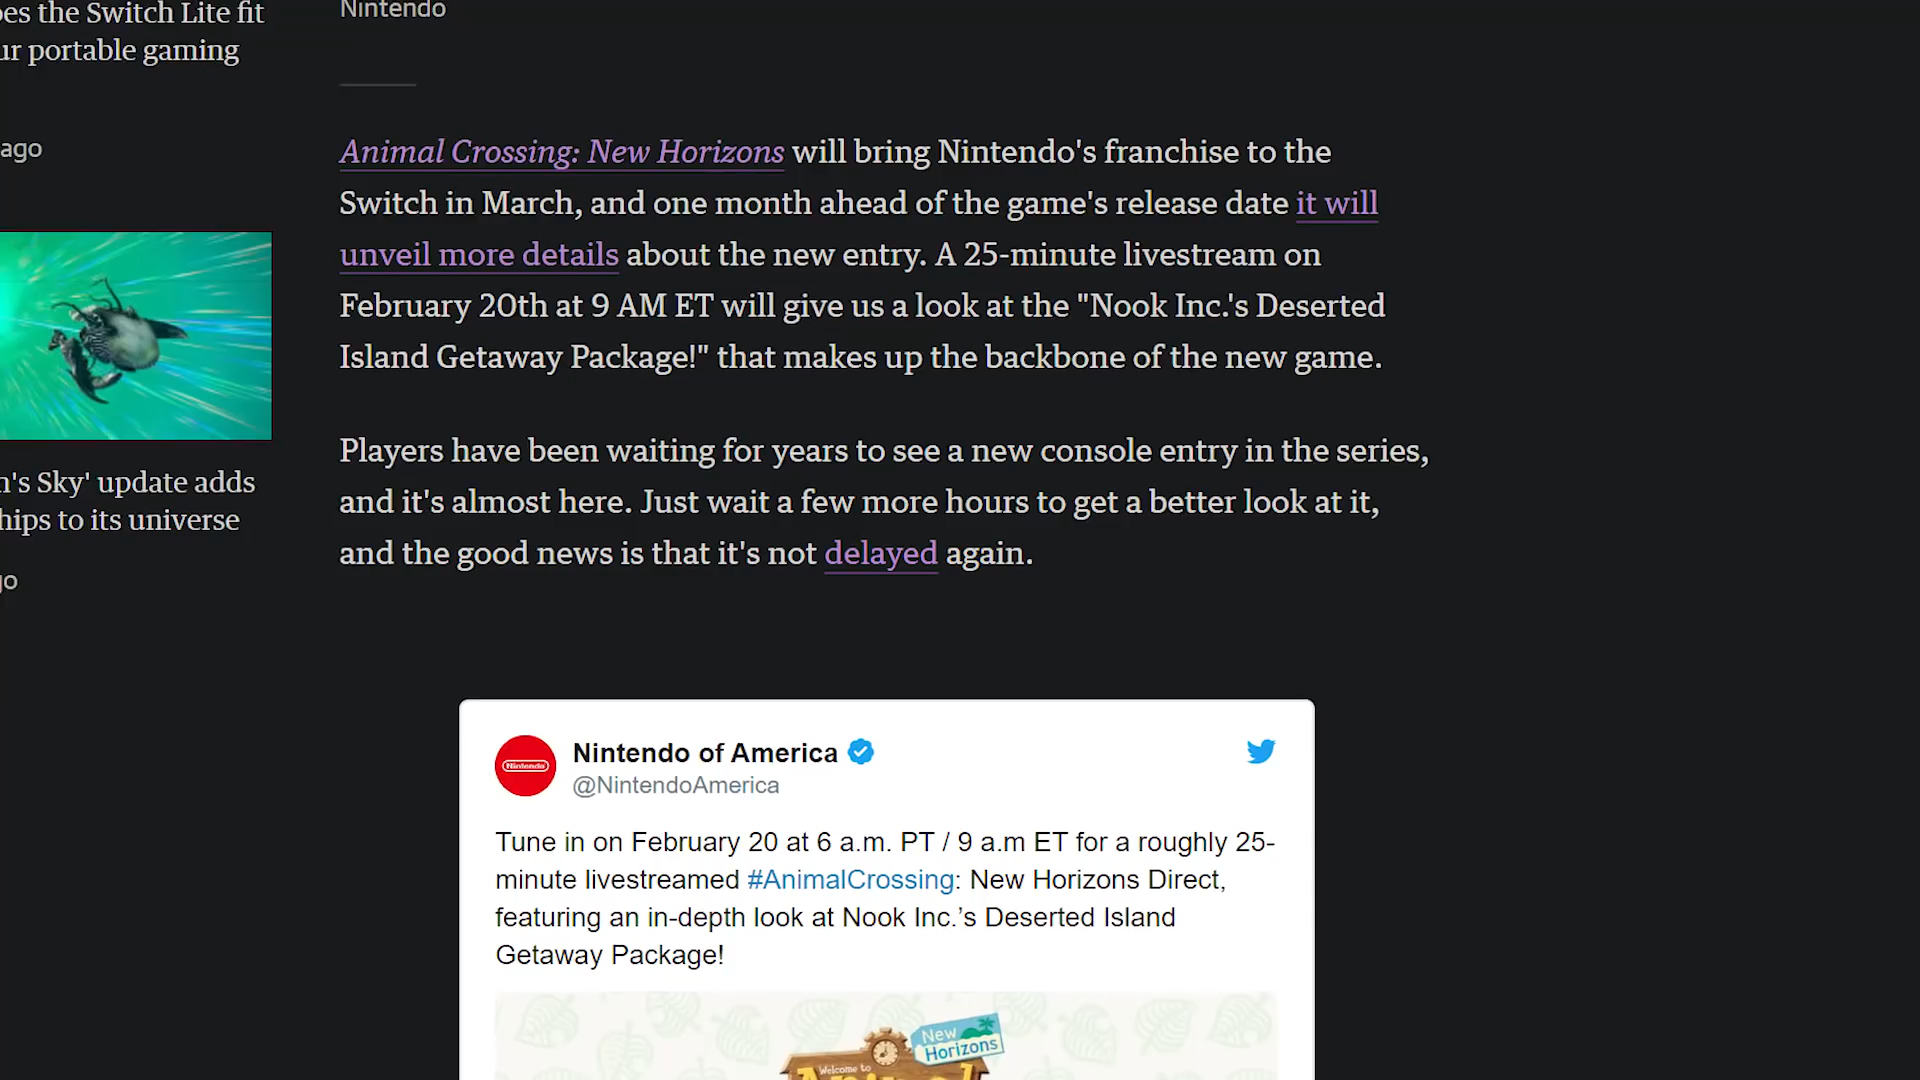 Nintendo
es the Switch Lite fit
ur portable gaming
ago
n's Sky' update adds
hips to its universe
go
Animal Crossing: New Horizons will bring Nintendo's franchise to the
Switch in March, and one month ahead of the game's release date it will
unveil more details about the new entry. A 25-minute livestream on
February 20th at 9 AM ET will give us a look at the "Nook Inc.'s Deserted
Island Getaway Package!" that makes up the backbone of the new game.
Players have been waiting for years to see a new console entry in the series,
and it's almost here. Just wait a few more hours to get a better look at it,
and the good news is that it's not delayed again.
Nintendo
Nintendo of America
@NintendoAmerica
Tune in on February 20 at 6 a.m. PT / 9 a.m ET for a roughly 25-
minute livestreamed #AnimalCrossing: New Horizons Direct,
featuring an in-depth look at Nook Inc.’s Deserted Island
Getaway Package!
New
Horizons
Welcome to
Animal